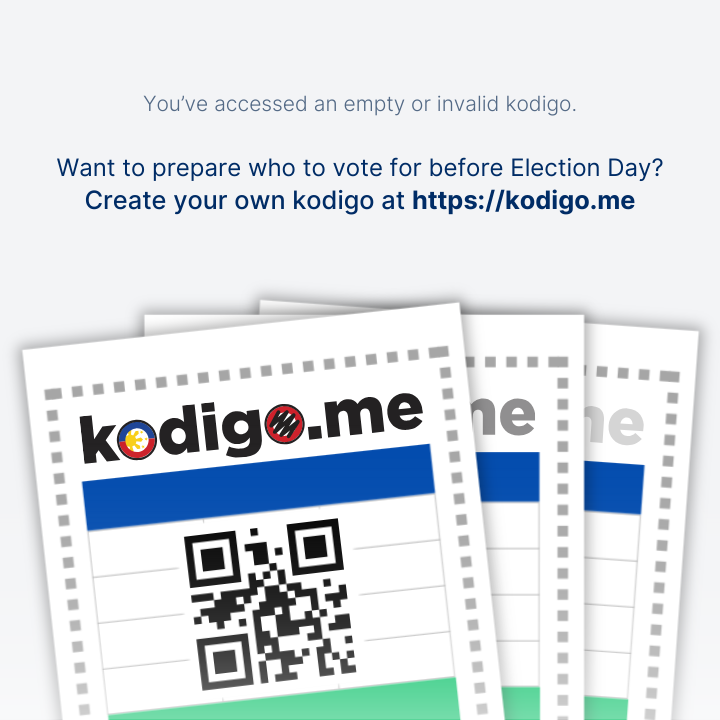 You’ve accessed an empty or invalid kodigo.
Want to prepare who to vote for before Election Day?
Create your own kodigo at https://kodigo.me
kodigo.me
me
me